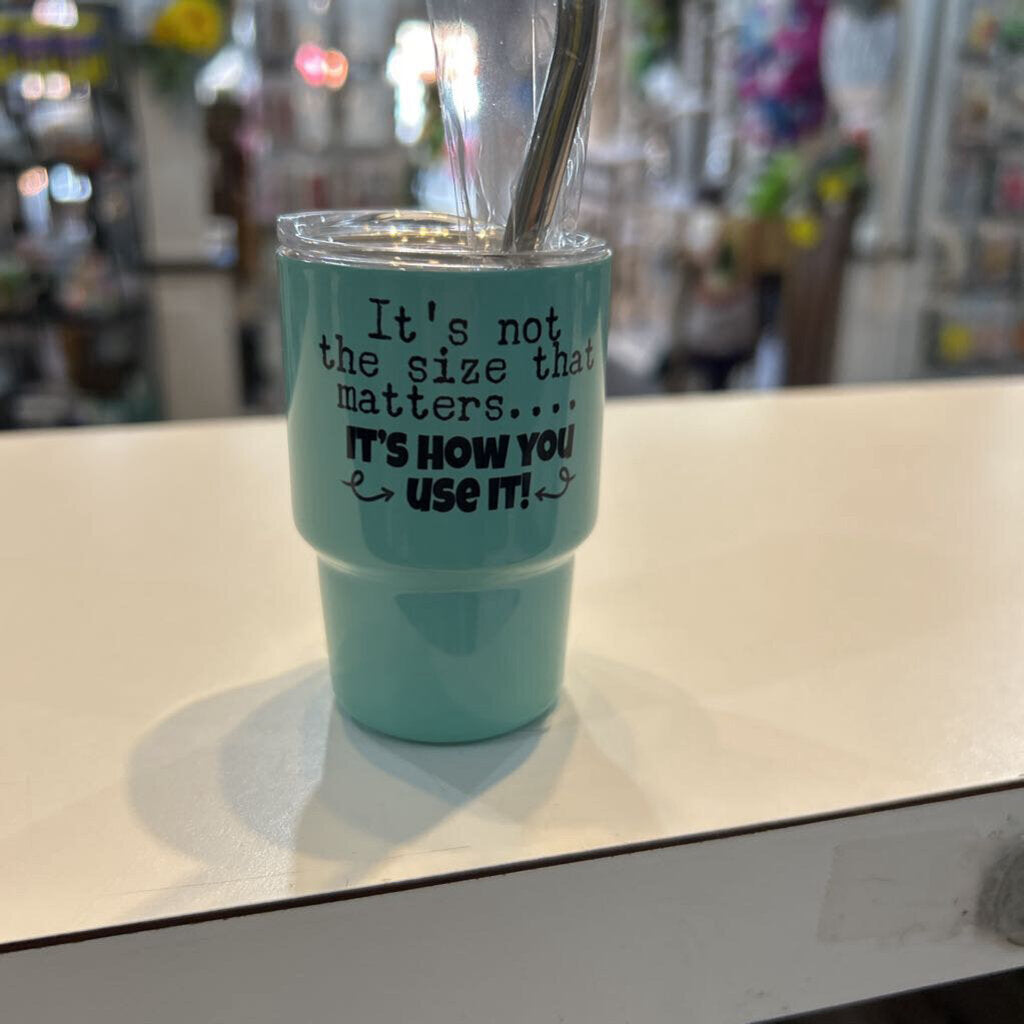 It's not
the size that
matters....
IT'S HOW YOU
USE IT!